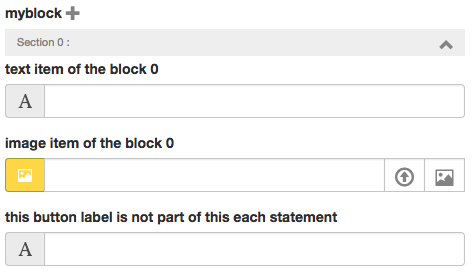 myblock
Section 0 :
text item of the block 0
A
image item of the block 0
this button label is not part of this each statement
A